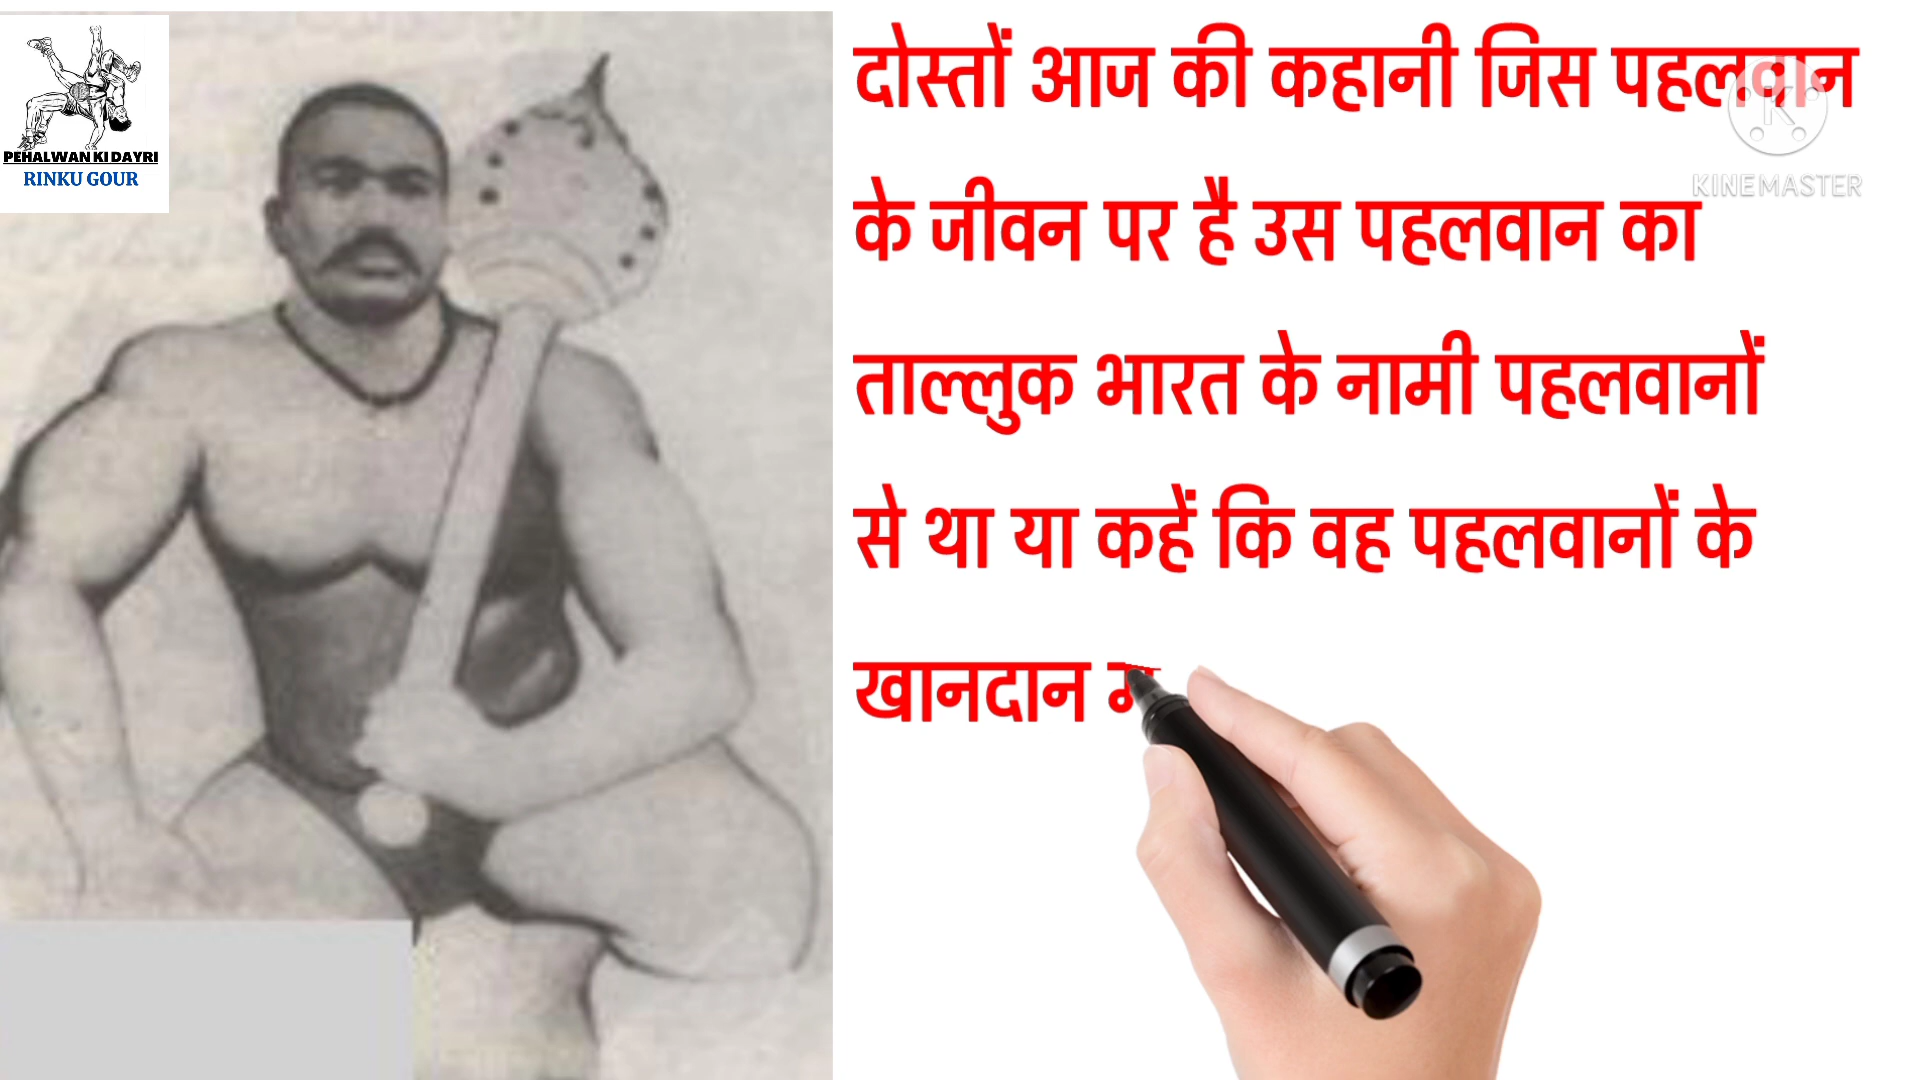 PEHALWAN KI DAYRI
RINKU GOUR
दोस्तों आज की कहानी जिस पहलवान
के जीवन पर है उस पहलवान का
ताल्लुक भारत के नामी पहलवानों
से था या कहें कि वह पहलवानों के
खानदान
K
KINEMASTER